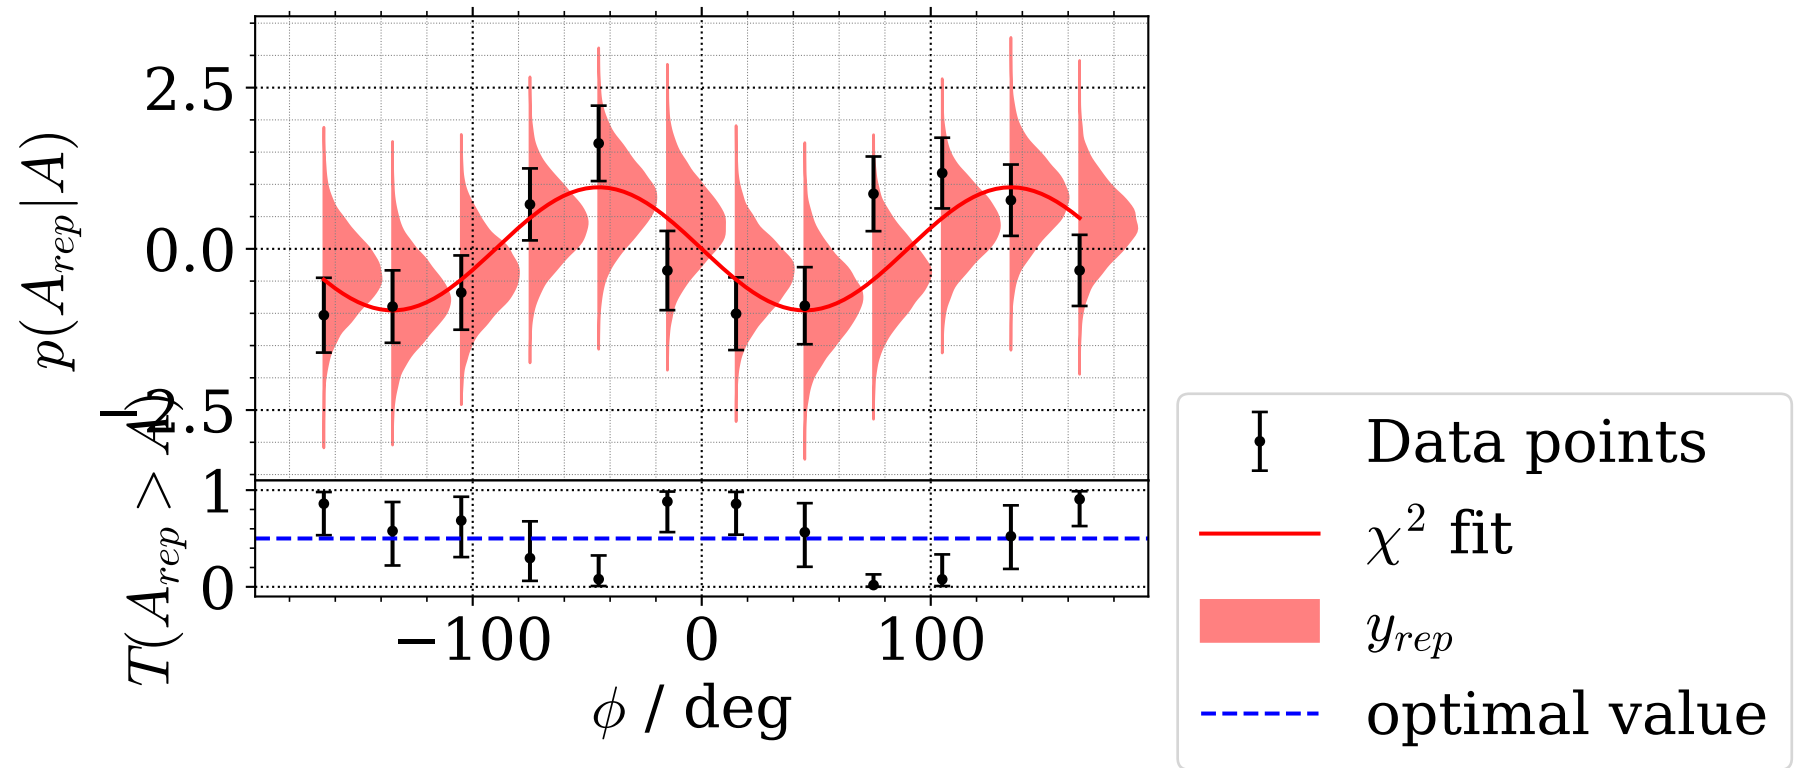 p(A_rep|A)
2.5
0.0
−2.5
T(A_rep > A)
1
0
−100 0 100
ϕ / deg
Data points
χ² fit
y_rep
optimal value